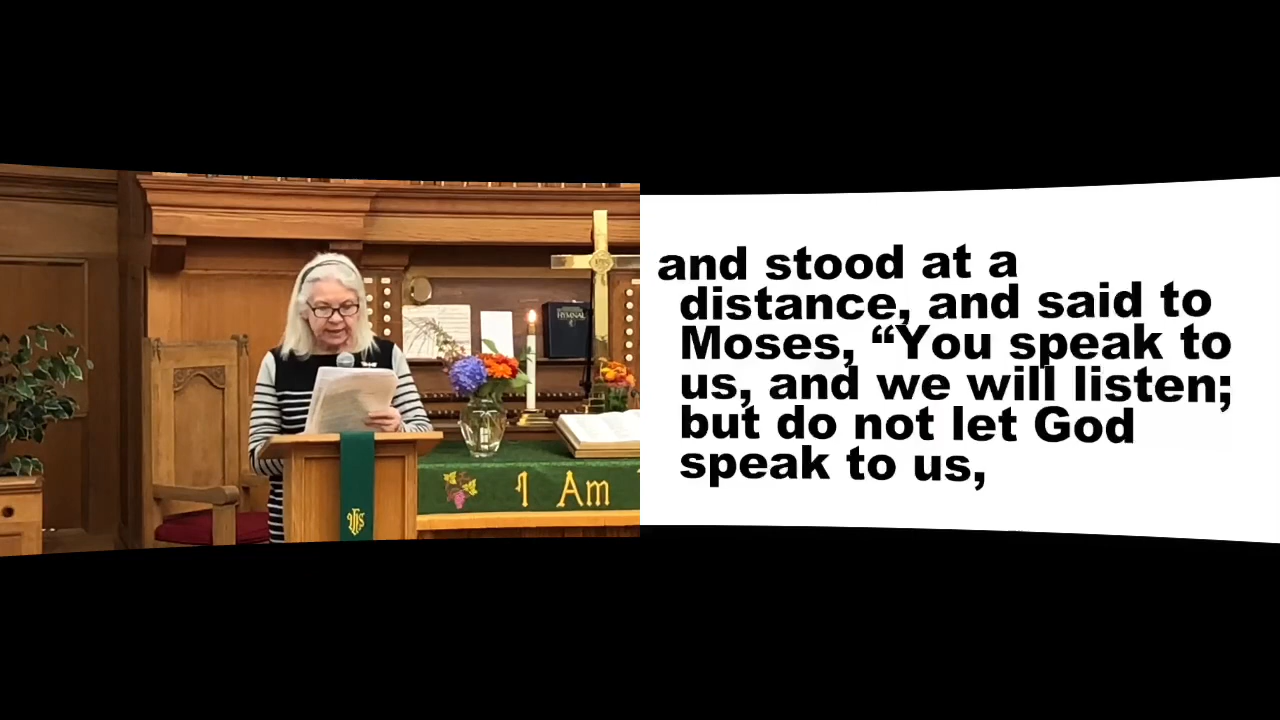 HYMNAL
I Am
IHS
and stood at a
distance, and said to
Moses, “You speak to
us, and we will listen;
but do not let God
speak to us,